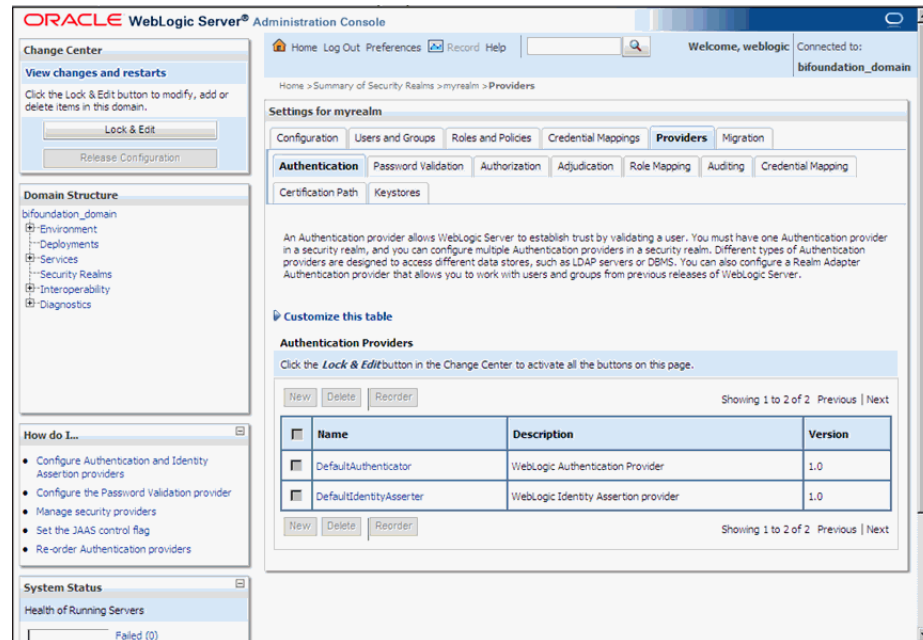 ORACLE WebLogic Server® Administration Console
Change Center
View changes and restarts
Click the Lock & Edit button to modify, add or
delete items in this domain.
Lock & Edit
Release Configuration
Domain Structure
bifoundation_domain
Environment
Deployments
Services
Security Realms
Interoperability
Diagnostics
How do I...
Configure Authentication and Identity
Assertion providers
Configure the Password Validation provider
Manage security providers
Set the JAAS control flag
Re-order Authentication providers
System Status
Health of Running Servers
Failed (0)
Home Log Out Preferences Record Help
Welcome, weblogic
Connected to:
bifoundation_domain
Home >Summary of Security Realms >myrealm >Providers
Settings for myrealm
Configuration Users and Groups Roles and Policies Credential Mappings Providers Migration
Authentication Password Validation Authorization Adjudication Role Mapping Auditing Credential Mapping
Certification Path Keystores
An Authentication provider allows WebLogic Server to establish trust by validating a user. You must have one Authentication provider
in a security realm, and you can configure multiple Authentication providers in a security realm. Different types of Authentication
providers are designed to access different data stores, such as LDAP servers or DBMS. You can also configure a Realm Adapter
Authentication provider that allows you to work with users and groups from previous releases of WebLogic Server.
Customize this table
Authentication Providers
Click the Lock & Edit button in the Change Center to activate all the buttons on this page.
New Delete Reorder Showing 1 to 2 of 2 Previous | Next
Name Description Version
DefaultAuthenticator WebLogic Authentication Provider 1.0
DefaultIdentityAsserter WebLogic Identity Assertion provider 1.0
New Delete Reorder Showing 1 to 2 of 2 Previous | Next